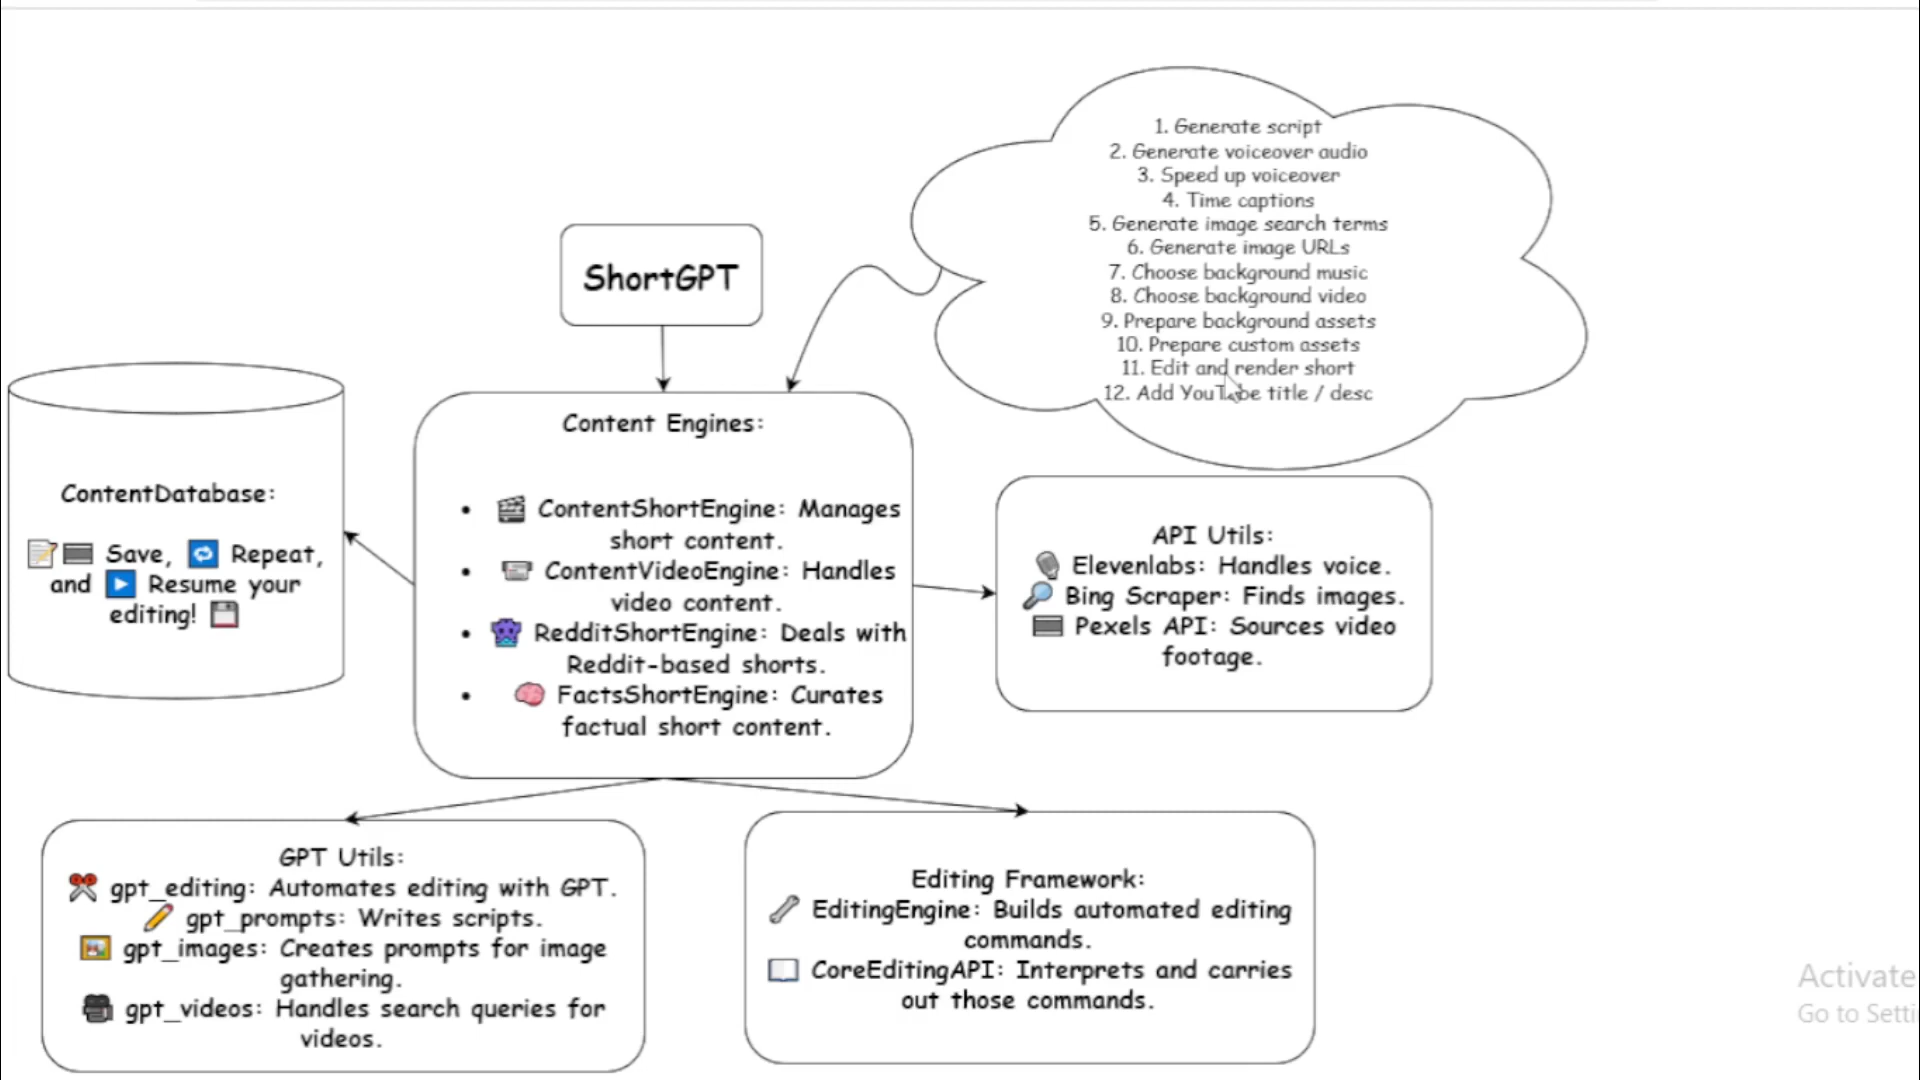 1. Generate script
2. Generate voiceover audio
3. Speed up voiceover
4. Time captions
5. Generate image search terms
6. Generate image URLs
7. Choose background music
8. Choose background video
9. Prepare background assets
10. Prepare custom assets
11. Edit and render short
12. Add YouTube title / desc
ShortGPT
ContentDatabase:
Save, Repeat,
and Resume your
editing!
Content Engines:
• ContentShortEngine: Manages
short content.
• ContentVideoEngine: Handles
video content.
• RedditShortEngine: Deals with
Reddit-based shorts.
• FactsShortEngine: Curates
factual short content.
API Utils:
Elevenlabs: Handles voice.
Bing Scraper: Finds images.
Pexels API: Sources video
footage.
GPT Utils:
gpt_editing: Automates editing with GPT.
gpt_prompts: Writes scripts.
gpt_images: Creates prompts for image
gathering.
gpt_videos: Handles search queries for
videos.
Editing Framework:
EditingEngine: Builds automated editing
commands.
CoreEditingAPI: Interprets and carries
out those commands.
Activate
Go to Setti